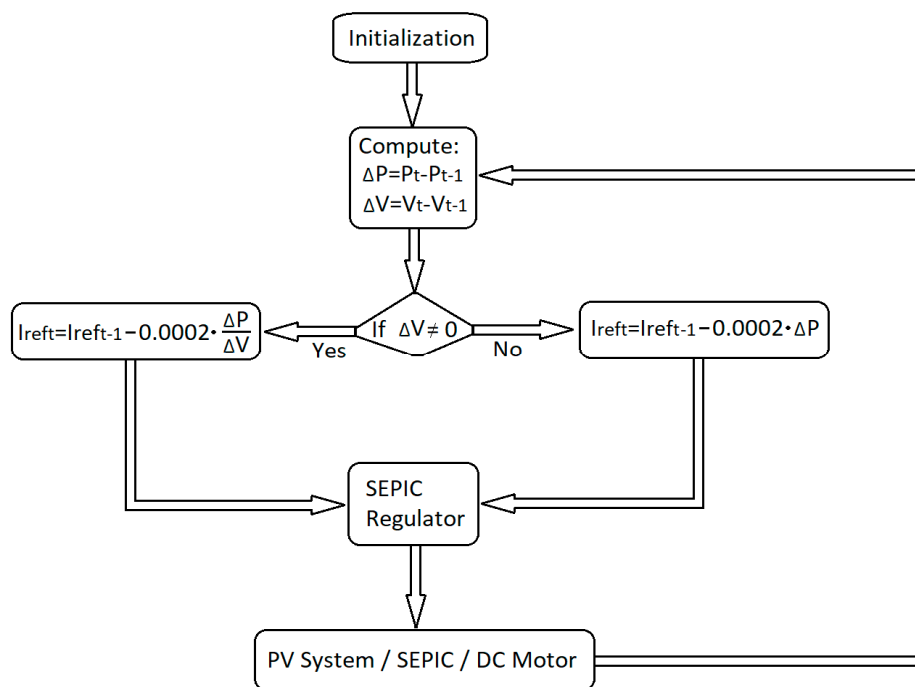 Initialization
Compute:
ΔP=Pt-Pt-1
ΔV=Vt-Vt-1
Ireft=Ireft-1−0.0002·ΔP/ΔV
If ΔV≠0
Ireft=Ireft-1−0.0002·ΔP
Yes
No
SEPIC
Regulator
PV System / SEPIC / DC Motor